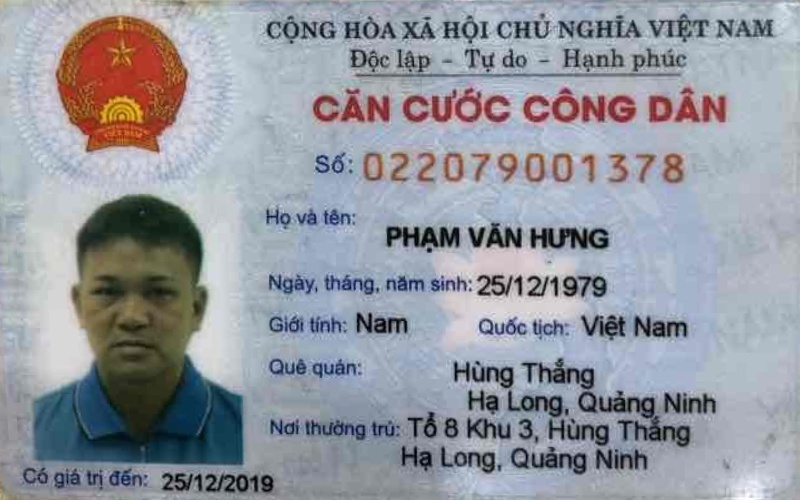 CỘNG HÒA XÃ HỘI CHỦ NGHĨA VIỆT NAM
Độc lập - Tự do - Hạnh phúc
CĂN CƯỚC CÔNG DÂN
Số: 022079001378
Họ và tên:
PHẠM VĂN HƯNG
Ngày, tháng, năm sinh: 25/12/1979
Giới tính: Nam Quốc tịch: Việt Nam
Quê quán: Hùng Thắng
Hạ Long, Quảng Ninh
Nơi thường trú: Tổ 8 Khu 3, Hùng Thắng
Hạ Long, Quảng Ninh
Có giá trị đến: 25/12/2019